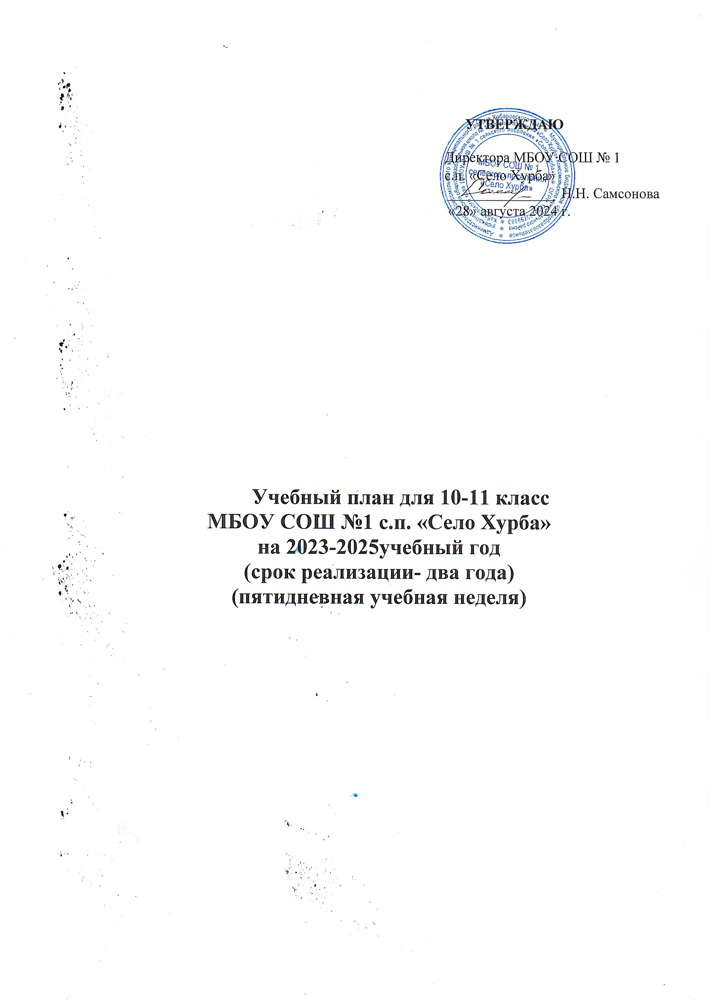 УТВЕРЖДАЮ
Директора МБОУ СОШ № 1
с.п. «Село Хурба»
Н.Н. Самсонова
«28» августа 2024 г.
МБОУ СОШ № 1
сельского поселения
«Село Хурба»
Учебный план для 10-11 класс
МБОУ СОШ №1 с.п. «Село Хурба»
на 2023-2025учебный год
(срок реализации- два года)
(пятидневная учебная неделя)